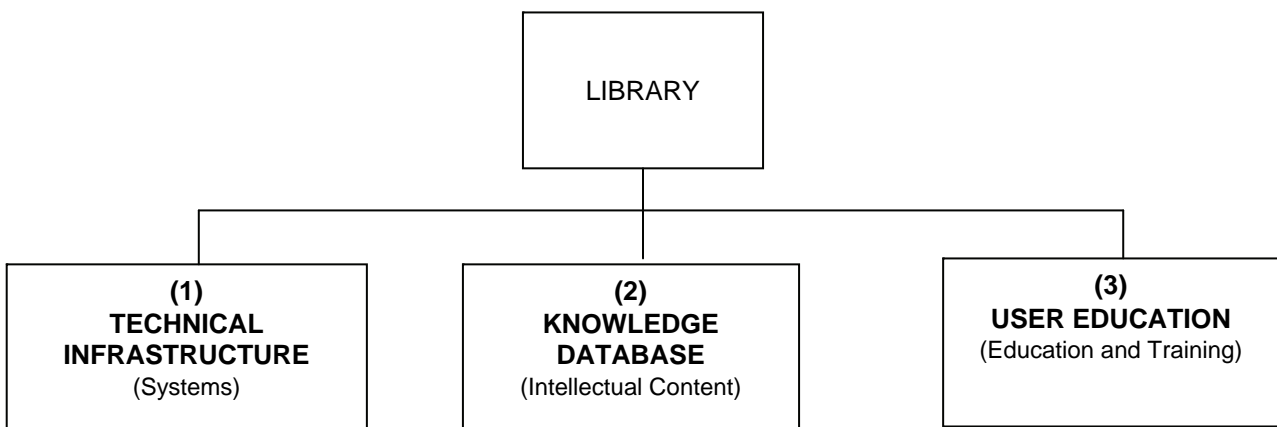 LIBRARY
(1)
TECHNICAL
INFRASTRUCTURE
(Systems)
(2)
KNOWLEDGE
DATABASE
(Intellectual Content)
(3)
USER EDUCATION
(Education and Training)